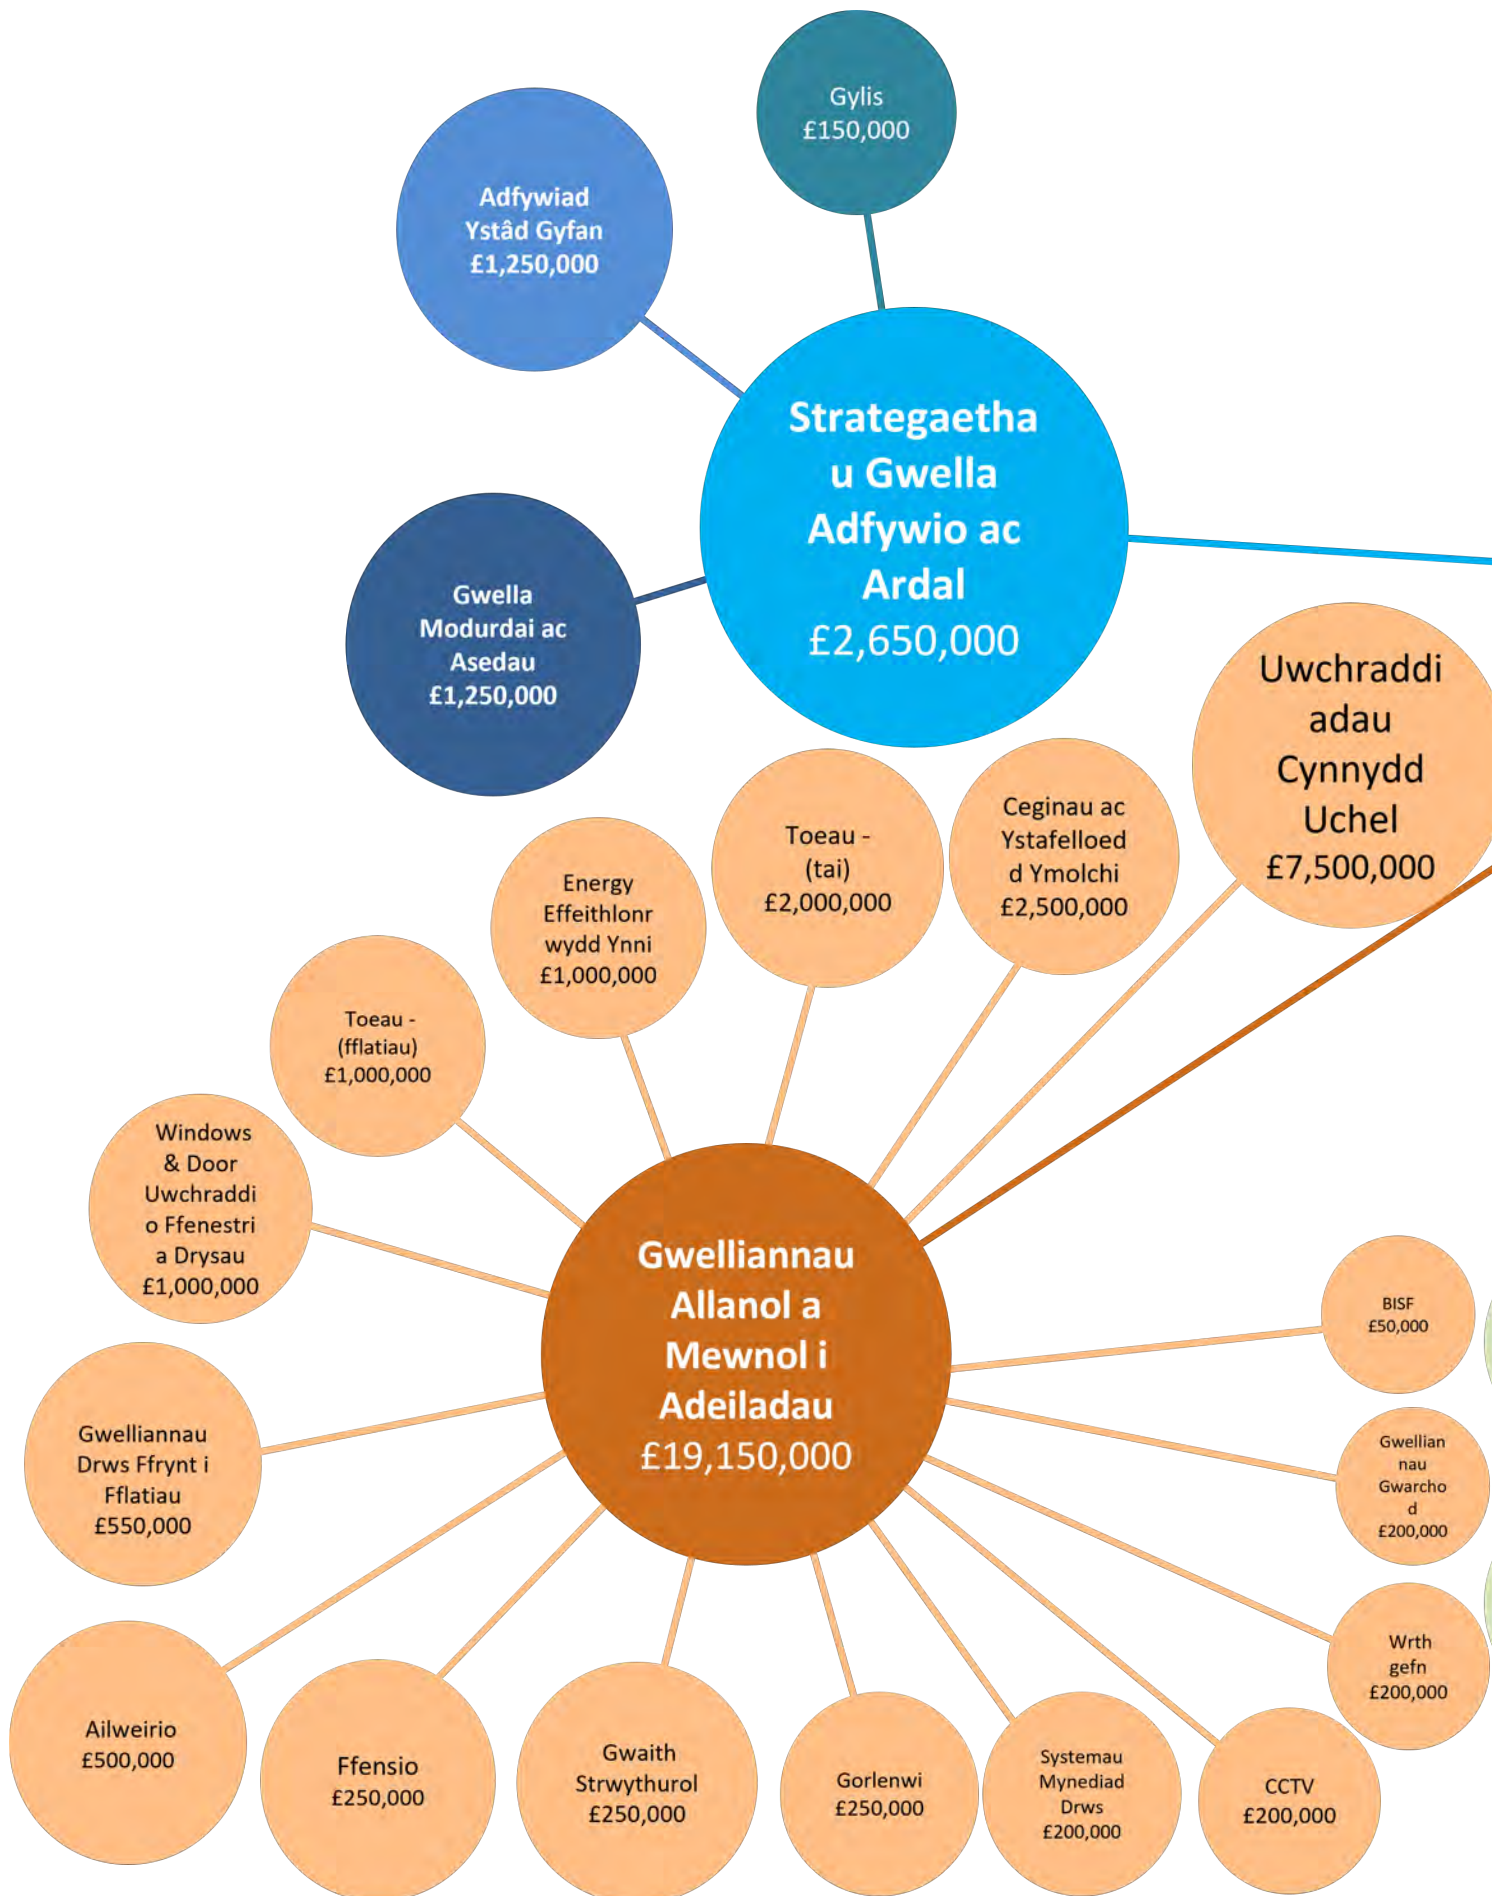 Gylis
£150,000
Adfywiad
Ystâd Gyfan
£1,250,000
Strategaetha
u Gwella
Adfywio ac
Ardal
£2,650,000
Gwella
Modurdai ac
Asedau
£1,250,000
Uwchraddi
adau
Cynnydd
Uchel
£7,500,000
Ceginau ac
Ystafelloed
d Ymolchi
£2,500,000
Toeau -
(tai)
£2,000,000
Energy
Effeithlonr
wydd Ynni
£1,000,000
Toeau -
(fflatiau)
£1,000,000
Windows
& Door
Uwchraddi
o Ffenestri
a Drysau
£1,000,000
Gwelliannau
Allanol a
Mewnol i
Adeiladau
£19,150,000
BISF
£50,000
Gwelliannau
Drws Ffrynt i
Fflatiau
£550,000
Gwellian
nau
Gwarcho
d
£200,000
Wrth
gefn
£200,000
Ailweirio
£500,000
Ffensio
£250,000
Gwaith
Strwythurol
£250,000
Gorlenwi
£250,000
Systemau
Mynediad
Drws
£200,000
CCTV
£200,000